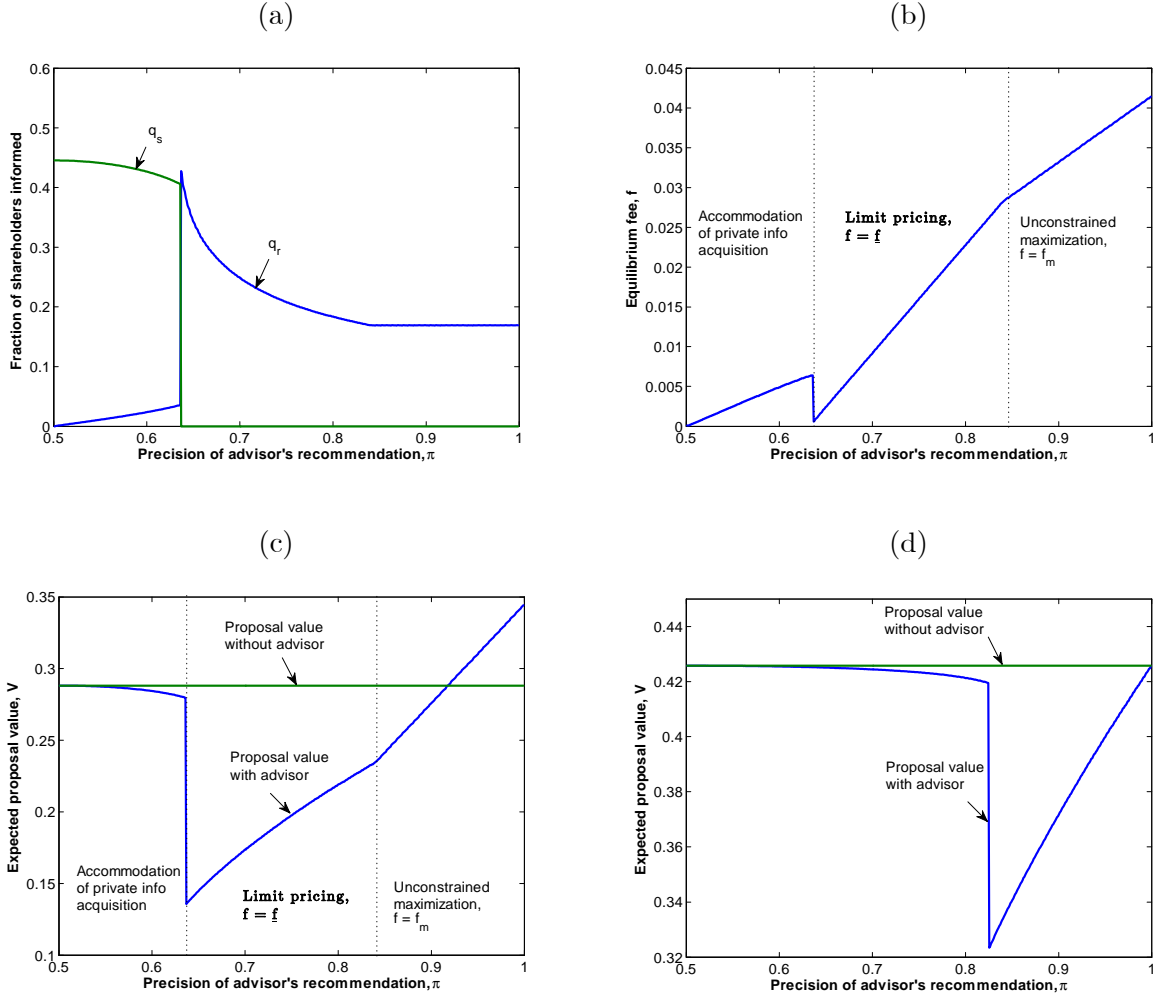 (a)
0.6
0.5
0.4
0.3
0.2
0.1
0
0.5
0.6
0.7
0.8
0.9
1
Fraction of shareholders informed
Precision of advisor's recommendation, π
q_s
q_r
(b)
0.045
0.04
0.035
0.03
0.025
0.02
0.015
0.01
0.005
0
0.5
0.6
0.7
0.8
0.9
1
Equilibrium fee, f
Precision of advisor's recommendation, π
Accommodation
of private info
acquisition
Limit pricing,
f = f
Unconstrained
maximization,
f = f_m
(c)
0.35
0.3
0.25
0.2
0.15
0.1
0.5
0.6
0.7
0.8
0.9
1
Expected proposal value, V
Precision of advisor's recommendation, π
Proposal value
without advisor
Proposal value
with advisor
Accommodation
of private info
acquisition
Limit pricing,
f = f
Unconstrained
maximization,
f = f_m
(d)
0.44
0.42
0.4
0.38
0.36
0.34
0.32
0.5
0.6
0.7
0.8
0.9
1
Expected proposal value, V
Precision of advisor's recommendation, π
Proposal value
without advisor
Proposal value
with advisor